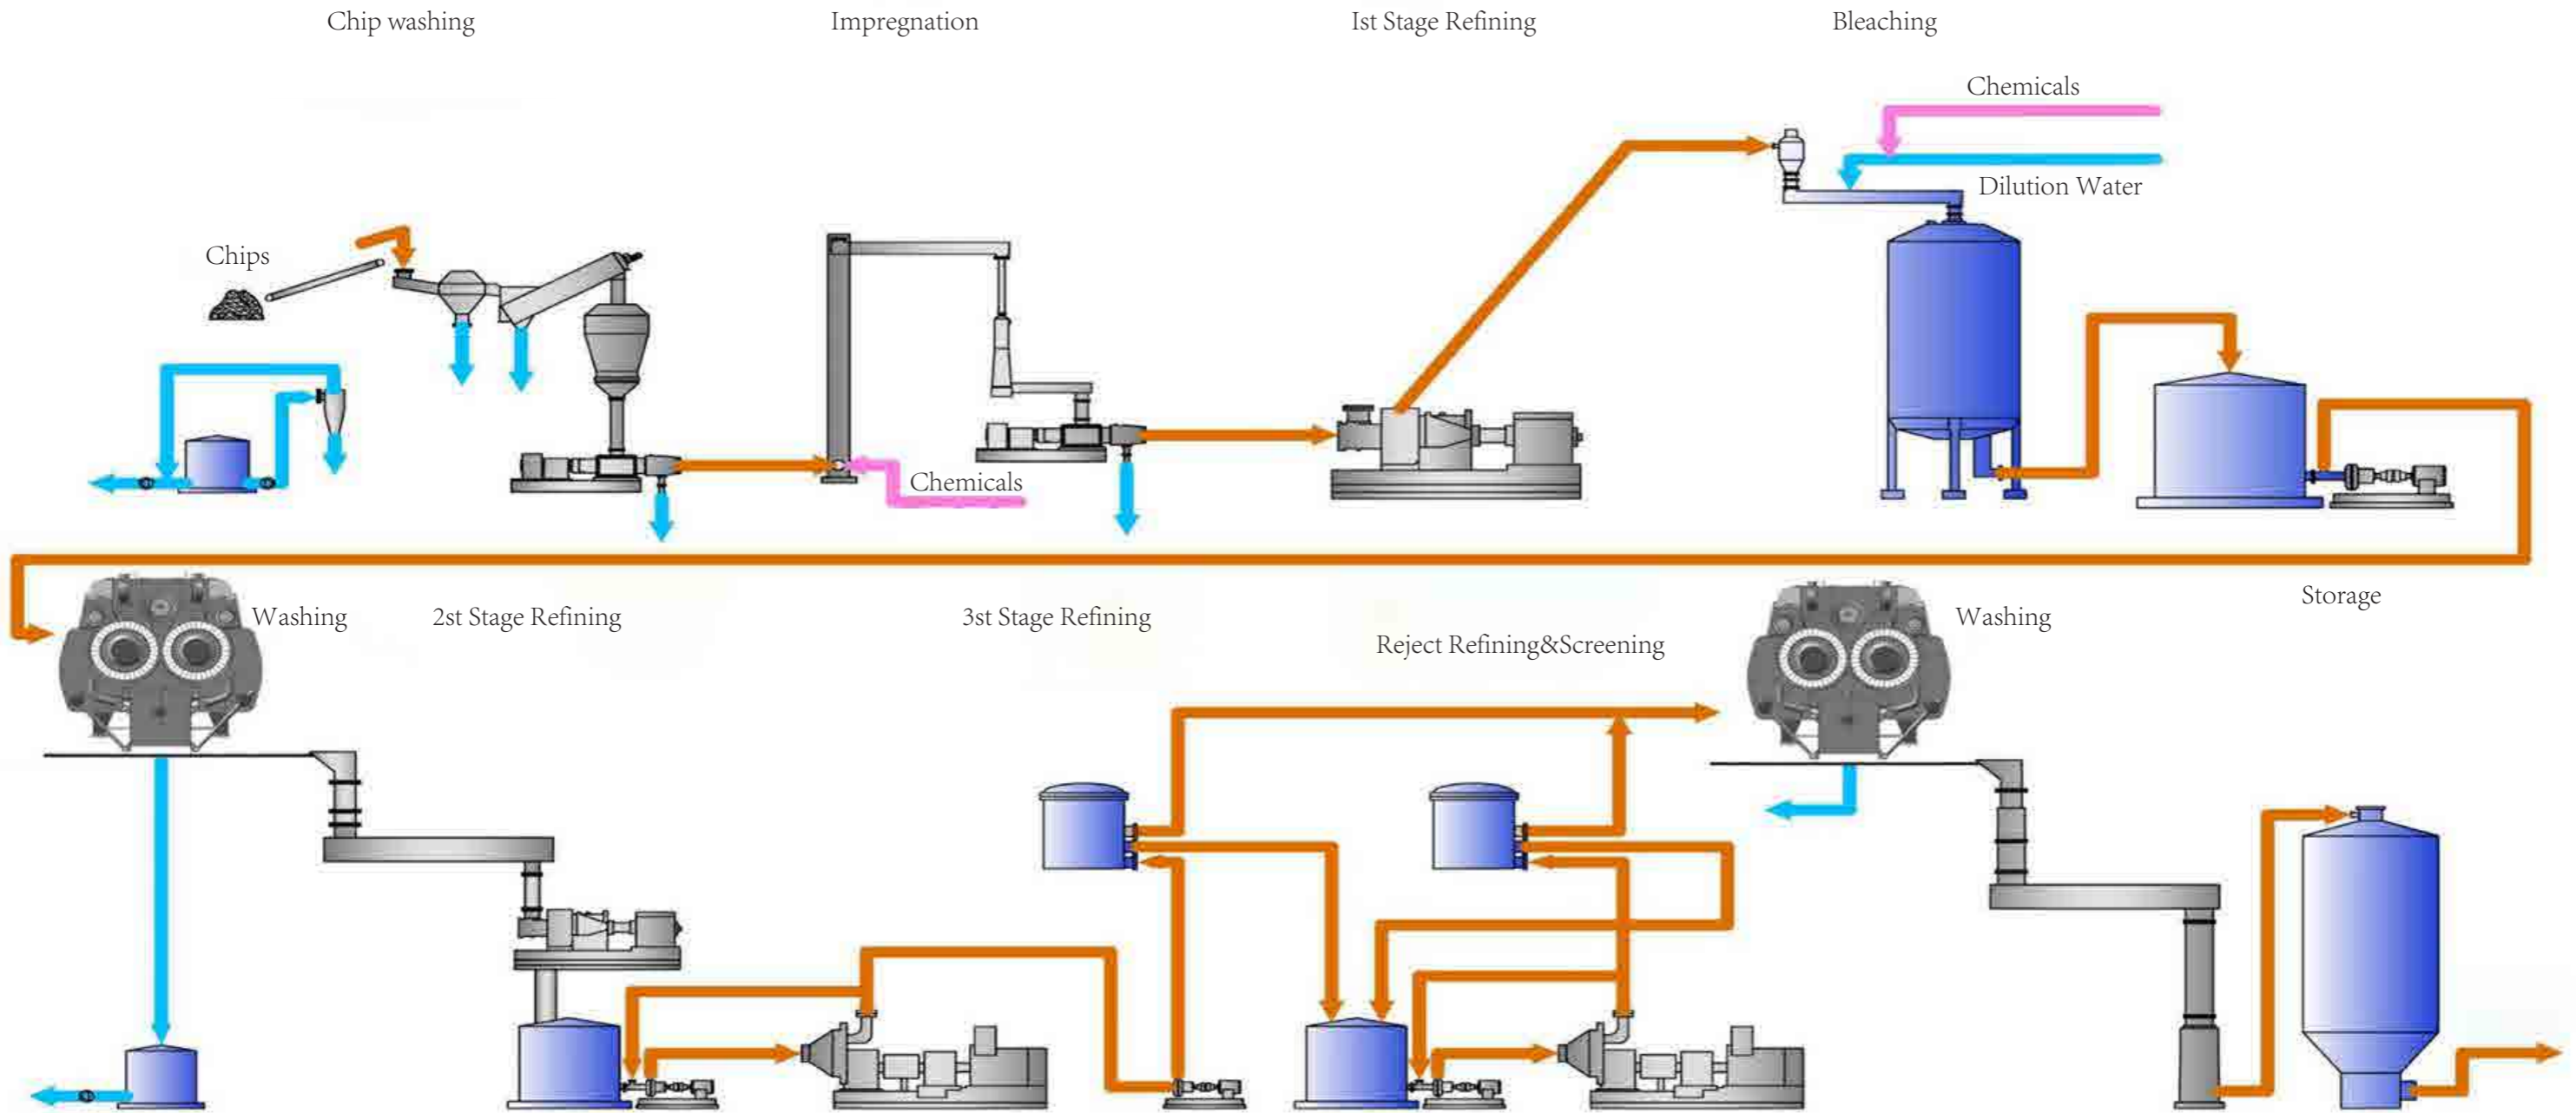 Chip washing
Impregnation
Ist Stage Refining
Bleaching
Chemicals
Dilution Water
Chips
Chemicals
Storage
Washing
2st Stage Refining
3st Stage Refining
Washing
Reject Refining&Screening